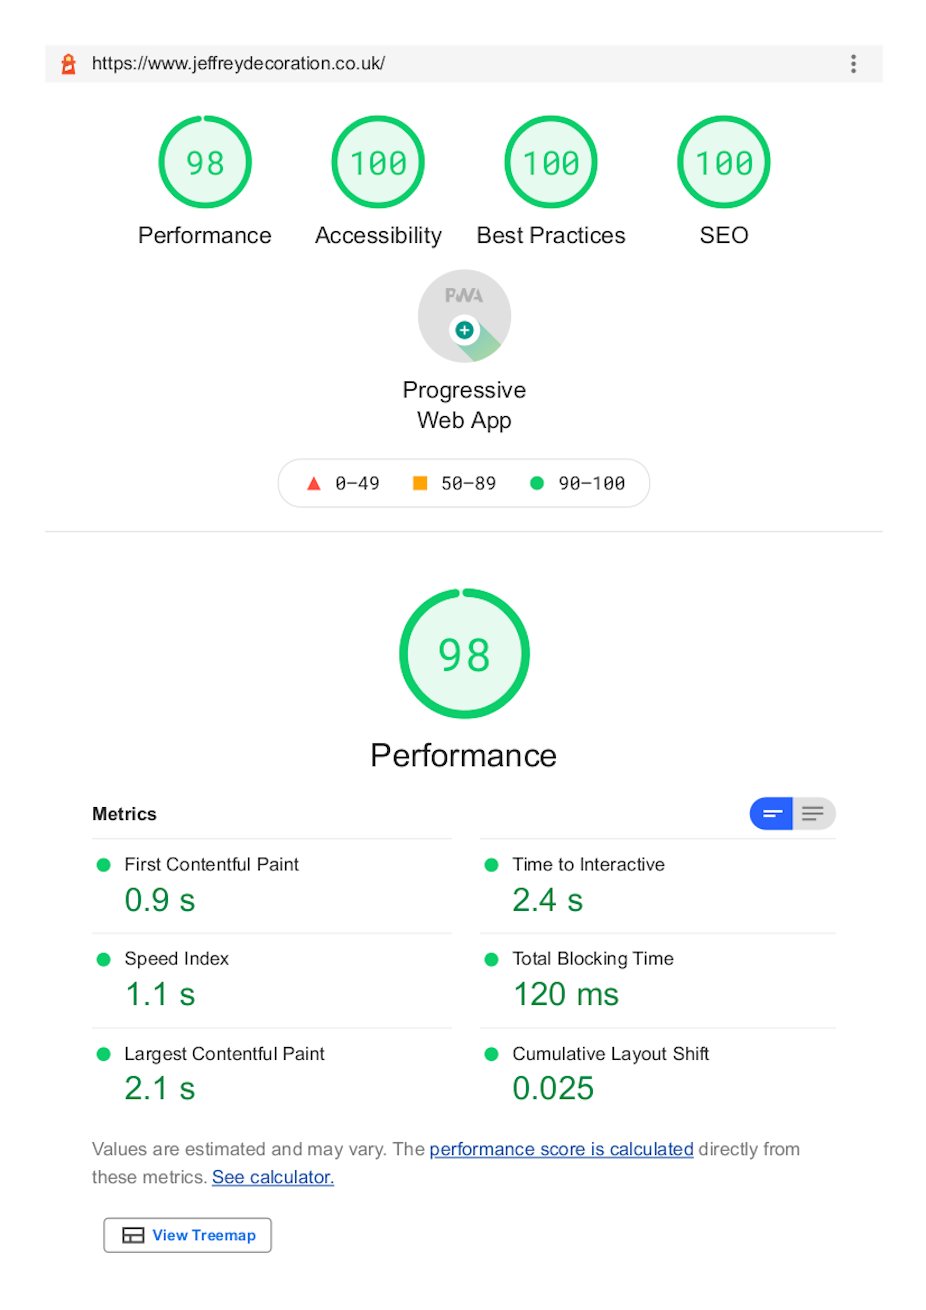 https://www.jeffreydecoration.co.uk/
98 100 100 100
Performance Accessibility Best Practices SEO
PWA
Progressive
Web App
0–49 50–89 90–100
98
Performance
Metrics
First Contentful Paint
0.9 s
Time to Interactive
2.4 s
Speed Index
1.1 s
Total Blocking Time
120 ms
Largest Contentful Paint
2.1 s
Cumulative Layout Shift
0.025
Values are estimated and may vary. The performance score is calculated directly from
these metrics. See calculator.
View Treemap